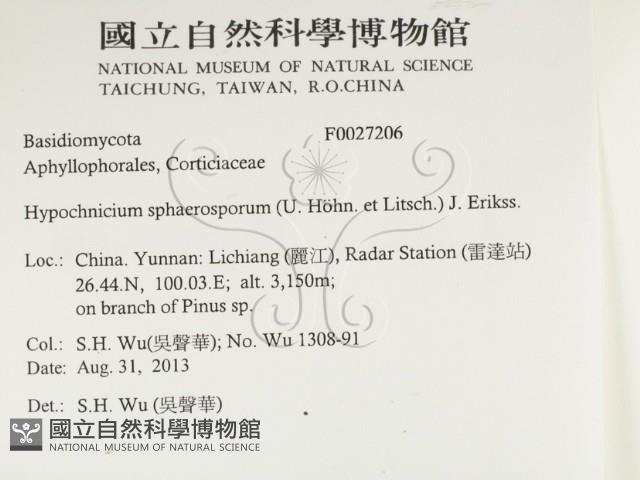 國立自然科學博物館
NATIONAL MUSEUM OF NATURAL SCIENCE
TAICHUNG, TAIWAN, R.O.CHINA
Basidiomycota F0027206
Aphyllophorales, Corticiaceae
Hypochnicium sphaerosporum (U. Höhn. et Litsch.) J. Erikss.
Loc.: China. Yunnan: Lichiang (麗江), Radar Station (雷達站)
26.44.N, 100.03.E; alt. 3,150m;
on branch of Pinus sp.
Col.: S.H. Wu(吳聲華); No. Wu 1308-91
Date: Aug. 31, 2013
Det.: S.H. Wu (吳聲華)
國立自然科學博物館
NATIONAL MUSEUM OF NATURAL SCIENCE